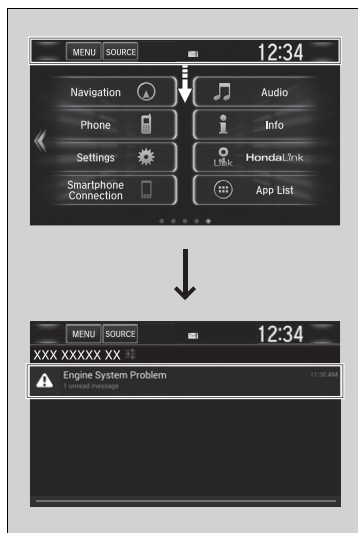 MENU SOURCE 12:34
Navigation Audio
Phone Info
Settings Link HondaLink
Smartphone
Connection App List
MENU SOURCE 12:34
XXX XXXXX XX
Engine System Problem 11:30 AM
1 unread message